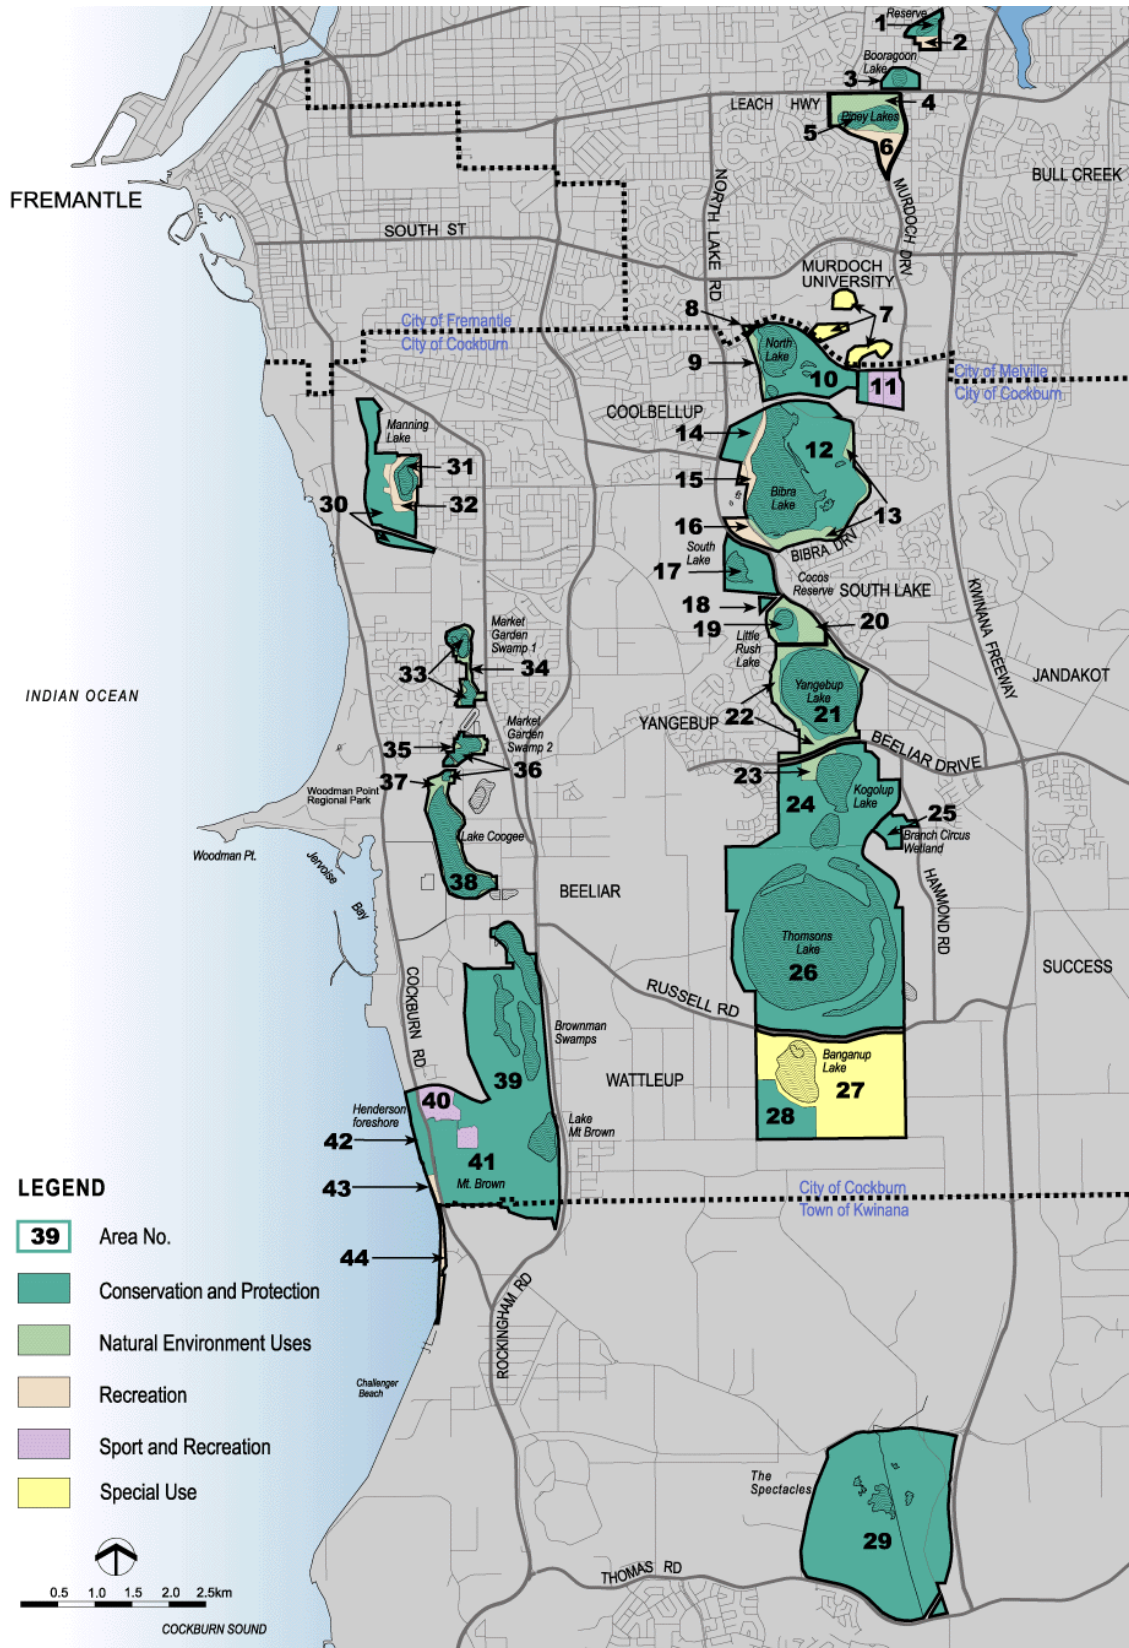 Reserve
1
2
Booragoon
Lake
3
LEACH HWY
4
Piney Lakes
5
6
BULL CREEK
FREMANTLE
NORTH LAKE RD
MURDOCH DRV
SOUTH ST
MURDOCH
UNIVERSITY
7
8
City of Fremantle
City of Cockburn
North
Lake
9
10
11
City of Melville
City of Cockburn
COOLBELLUP
14
12
Manning
Lake
31
15
Bibra
Lake
30
32
16
13
BIBRA DRV
South
Lake
17
Cocos
Reserve
SOUTH LAKE
KWINANA FREEWAY
18
19
20
Little
Rush
Lake
Market
Garden
Swamp 1
33
34
JANDAKOT
INDIAN OCEAN
Yangebup
Lake
21
22
YANGEBUP
Market
Garden
Swamp 2
35
36
BEELIAR DRIVE
37
23
Woodman Point
Regional Park
24
Kogolup
Lake
25
Branch Circus
Wetland
Lake Coogee
Woodman Pt.
Jervoise
Bay
38
BEELIAR
HAMMOND RD
Thomsons
Lake
26
SUCCESS
COCKBURN RD
RUSSELL RD
Brownman
Swamps
Banganup
Lake
27
39
WATTLEUP
40
28
Henderson
foreshore
Lake
Mt Brown
42
41
Mt. Brown
43
City of Cockburn
Town of Kwinana
LEGEND
39 Area No.
44
Conservation and Protection
ROCKINGHAM RD
Natural Environment Uses
Challenger
Beach
Recreation
Sport and Recreation
The
Spectacles
Special Use
29
THOMAS RD
0.5 1.0 1.5 2.0 2.5km
COCKBURN SOUND